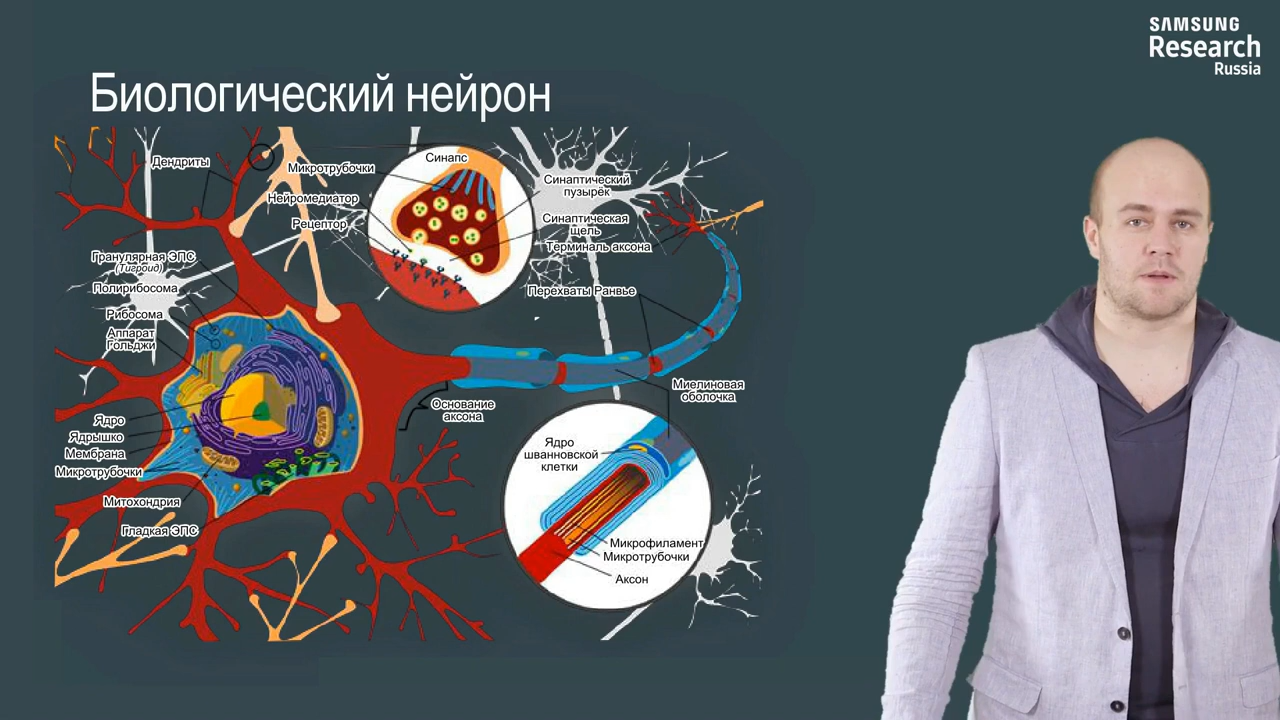 SAMSUNG
Research
Russia
Биологический нейрон
Дендриты
Микротрубочки
Нейромедиатор
Рецептор
Синапс
Синаптический
пузырёк
Синаптическая
щель
Терминаль аксона
Гранулярная ЭПС
(тигроид)
Полирибосома
Рибосома
Аппарат
Гольджи
Перехваты Ранвье
Миелиновая
оболочка
Основание
аксона
Ядро
Ядрышко
Мембрана
Микротрубочки
Митохондрия
Гладкая ЭПС
Ядро
шванновской
клетки
Микрофиламент
Микротрубочки
Аксон